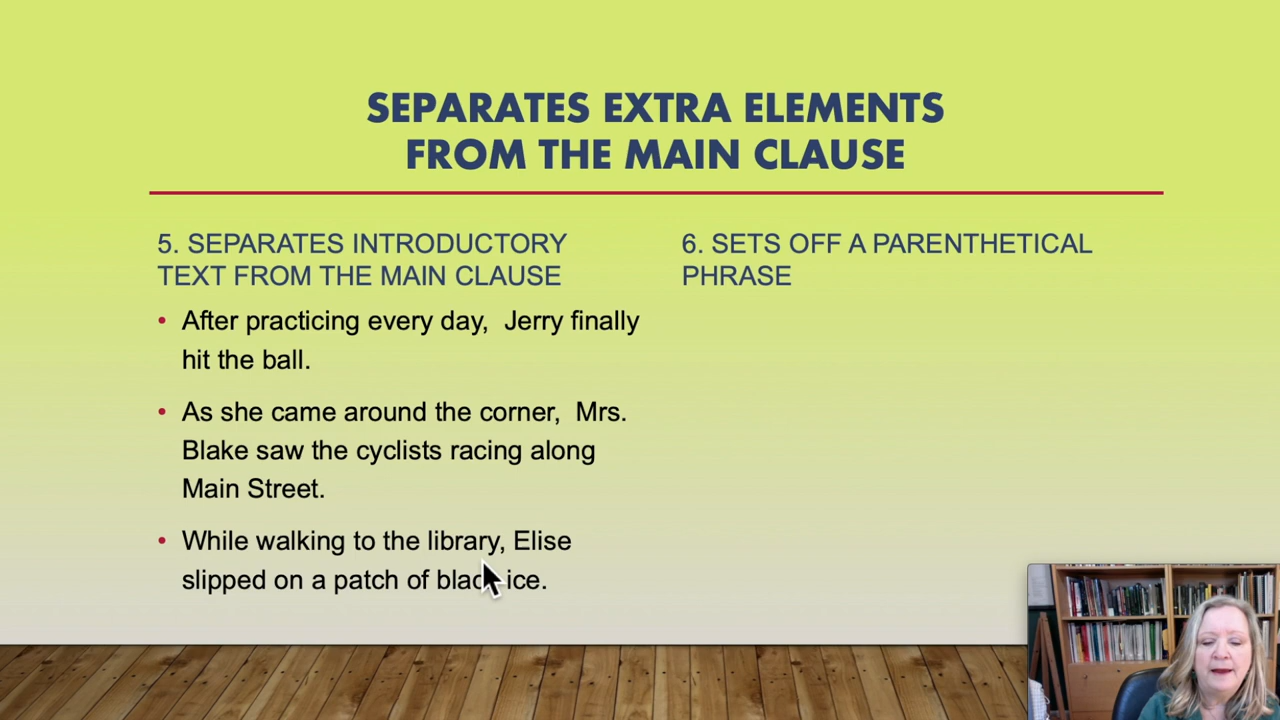 SEPARATES EXTRA ELEMENTS
FROM THE MAIN CLAUSE
5. SEPARATES INTRODUCTORY
TEXT FROM THE MAIN CLAUSE
• After practicing every day,  Jerry finally
hit the ball.
• As she came around the corner,  Mrs.
Blake saw the cyclists racing along
Main Street.
• While walking to the library, Elise
slipped on a patch of black ice.
6. SETS OFF A PARENTHETICAL
PHRASE